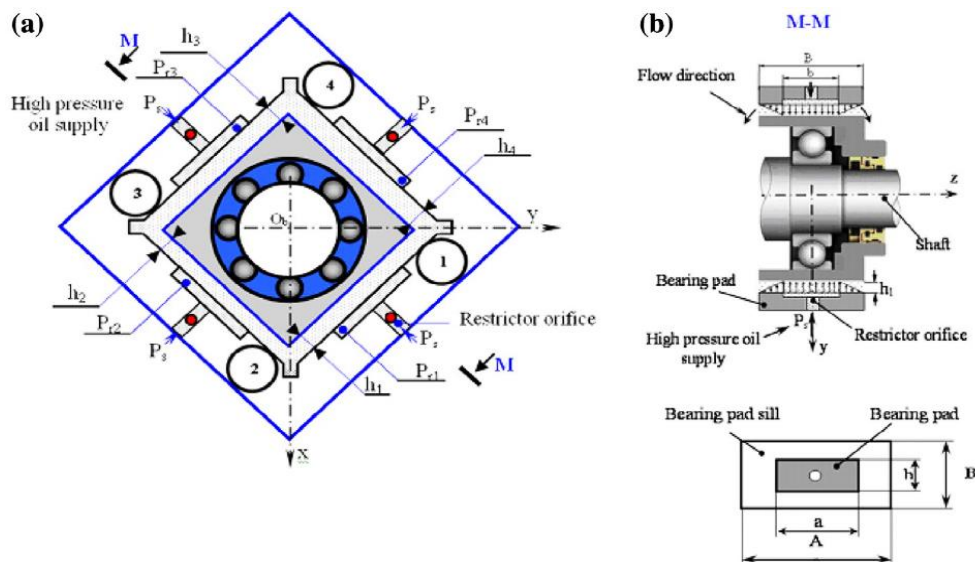 (a)
M
h3
Pr3
High pressure
oil supply
Ps
4
Ps
Pr4
h4
3
Ob
y
1
h2
Pr2
Ps
2
Restrictor orifice
Ps
M
h1
Pr1
x
(b)
M-M
B
b
Flow direction
z
Shaft
Bearing pad
h1
High pressure oil
supply
Ps
Restrictor orifice
y
Bearing pad sill
Bearing pad
b
B
a
A